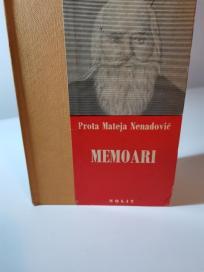 Prota Mateja Nenadović
MEMOARI
NOLIT